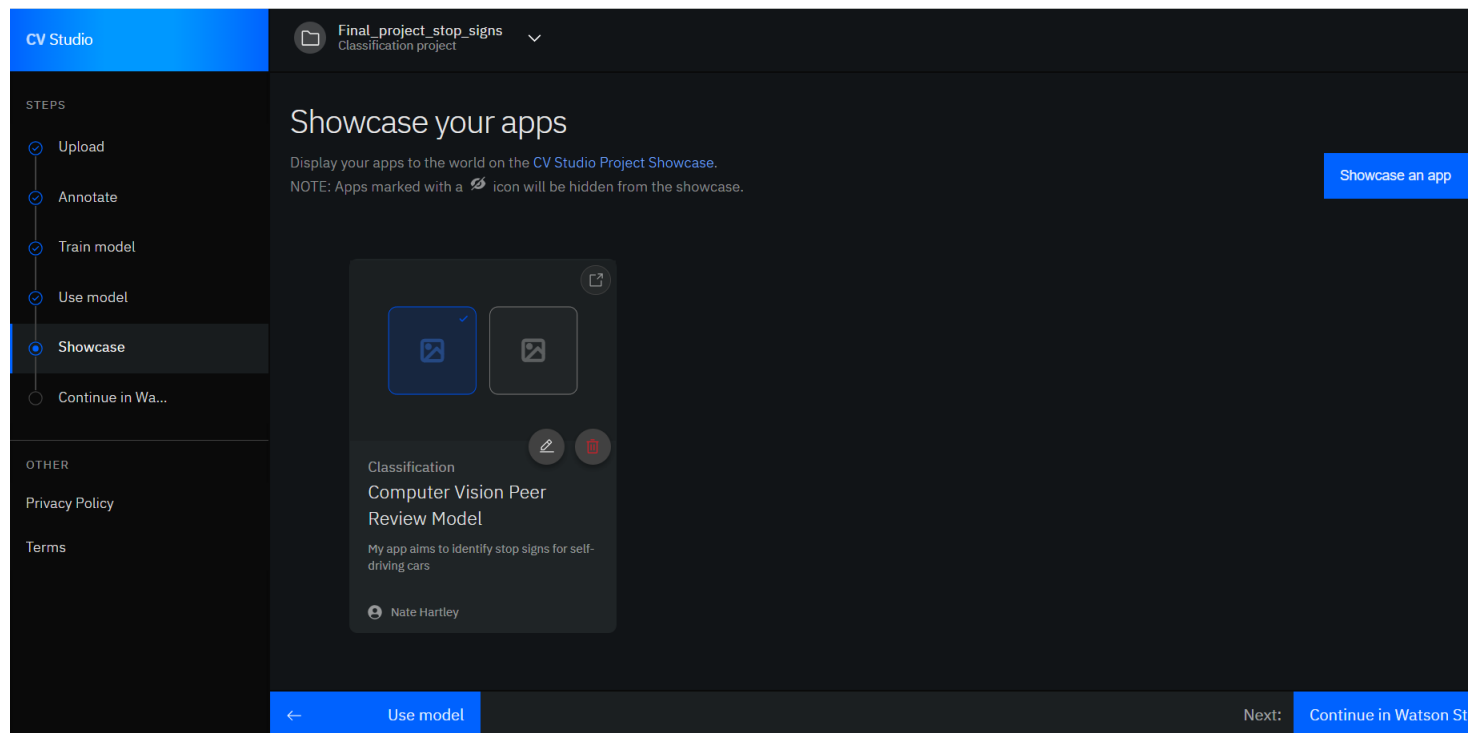 CV Studio
Final_project_stop_signs
Classification project
STEPS
Upload
Annotate
Train model
Use model
Showcase
Continue in Wa...
OTHER
Privacy Policy
Terms
Showcase your apps
Display your apps to the world on the CV Studio Project Showcase.
NOTE: Apps marked with a icon will be hidden from the showcase.
Showcase an app
Classification
Computer Vision Peer
Review Model
My app aims to identify stop signs for self-
driving cars
Nate Hartley
← Use model
Next:
Continue in Watson St